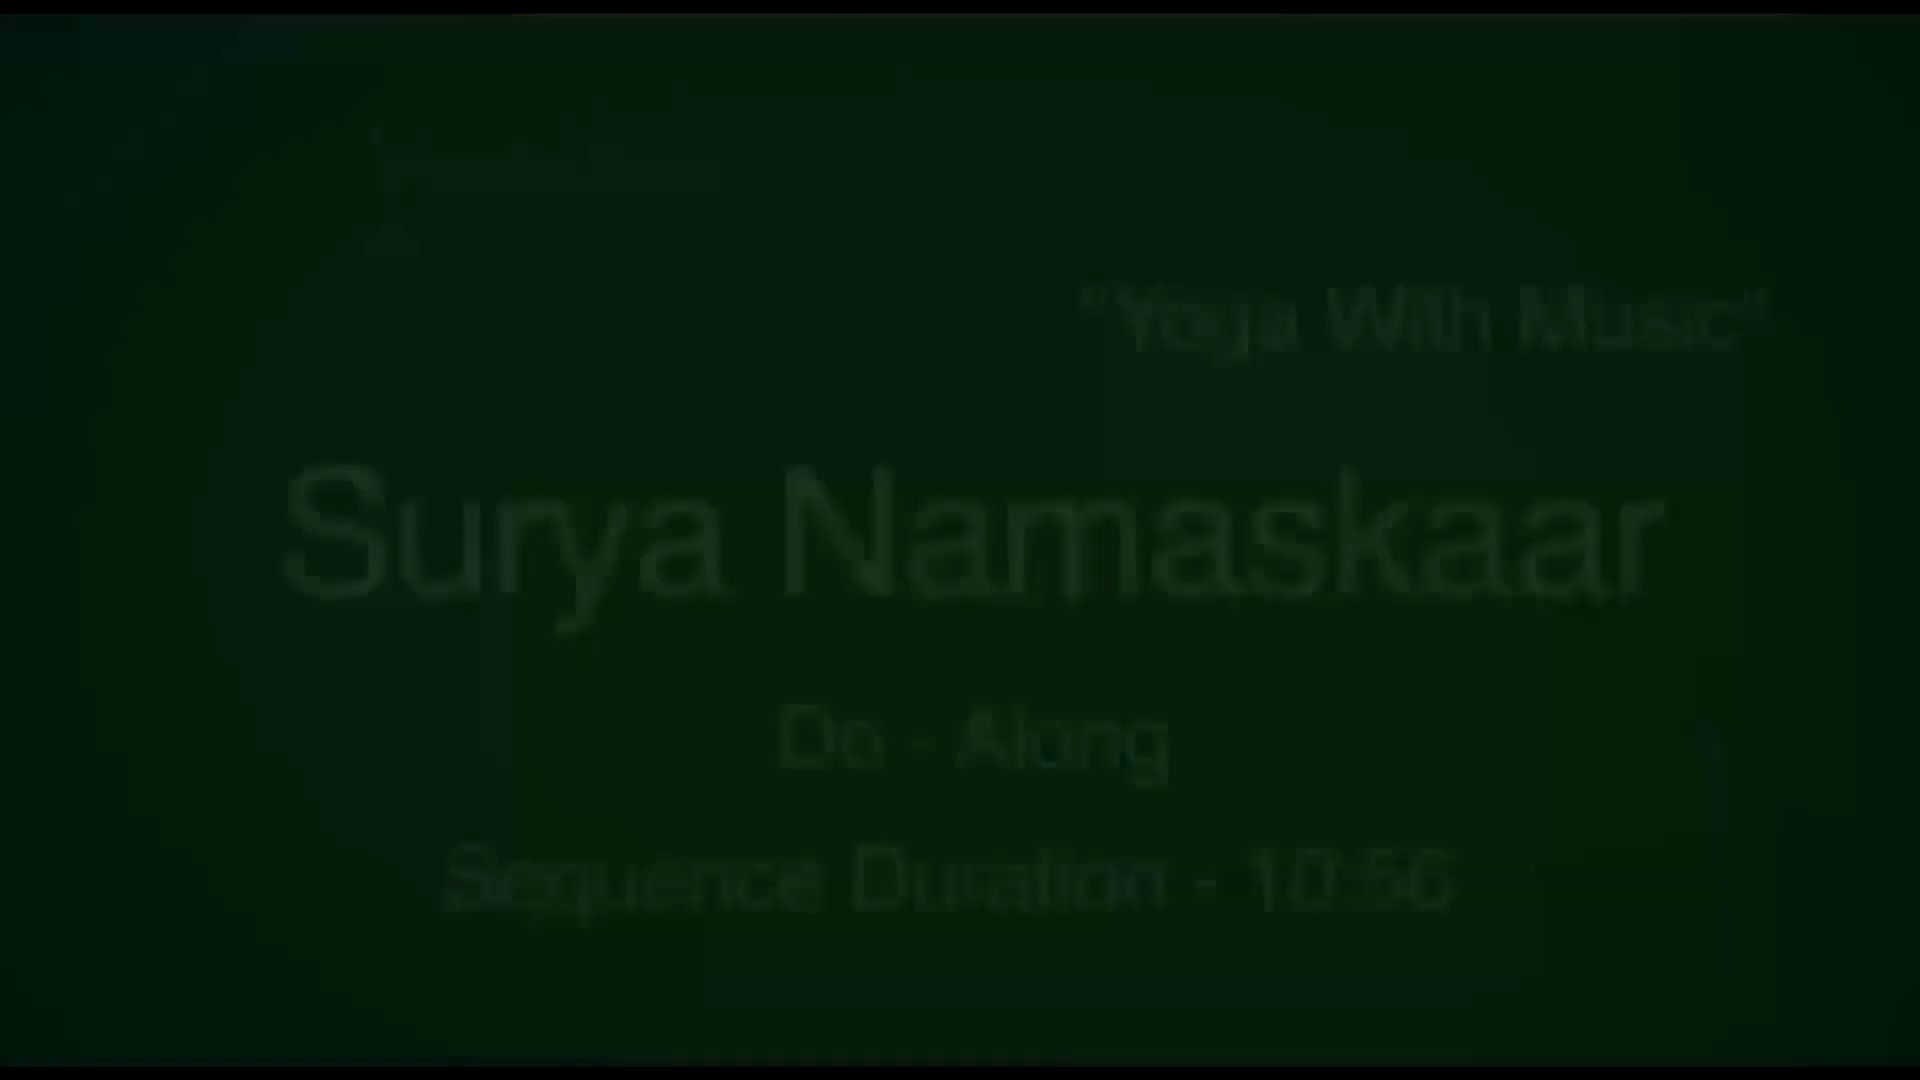 "Yoga With Music"
Surya Namaskaar
Do - Along
Sequence Duration - 10:56